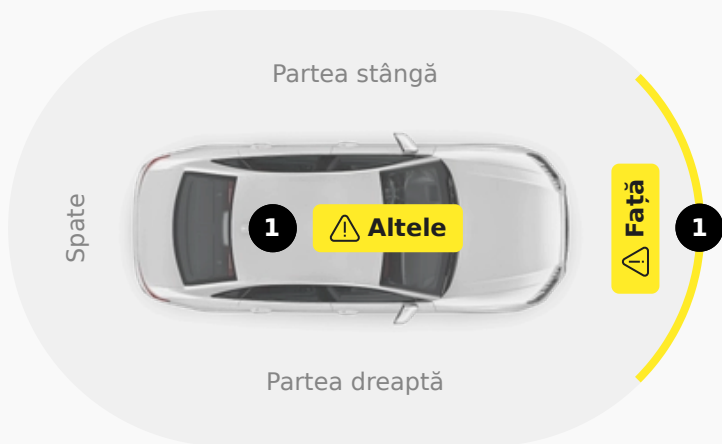 Partea stângă
Spate
1
Altele
Față
1
Partea dreaptă